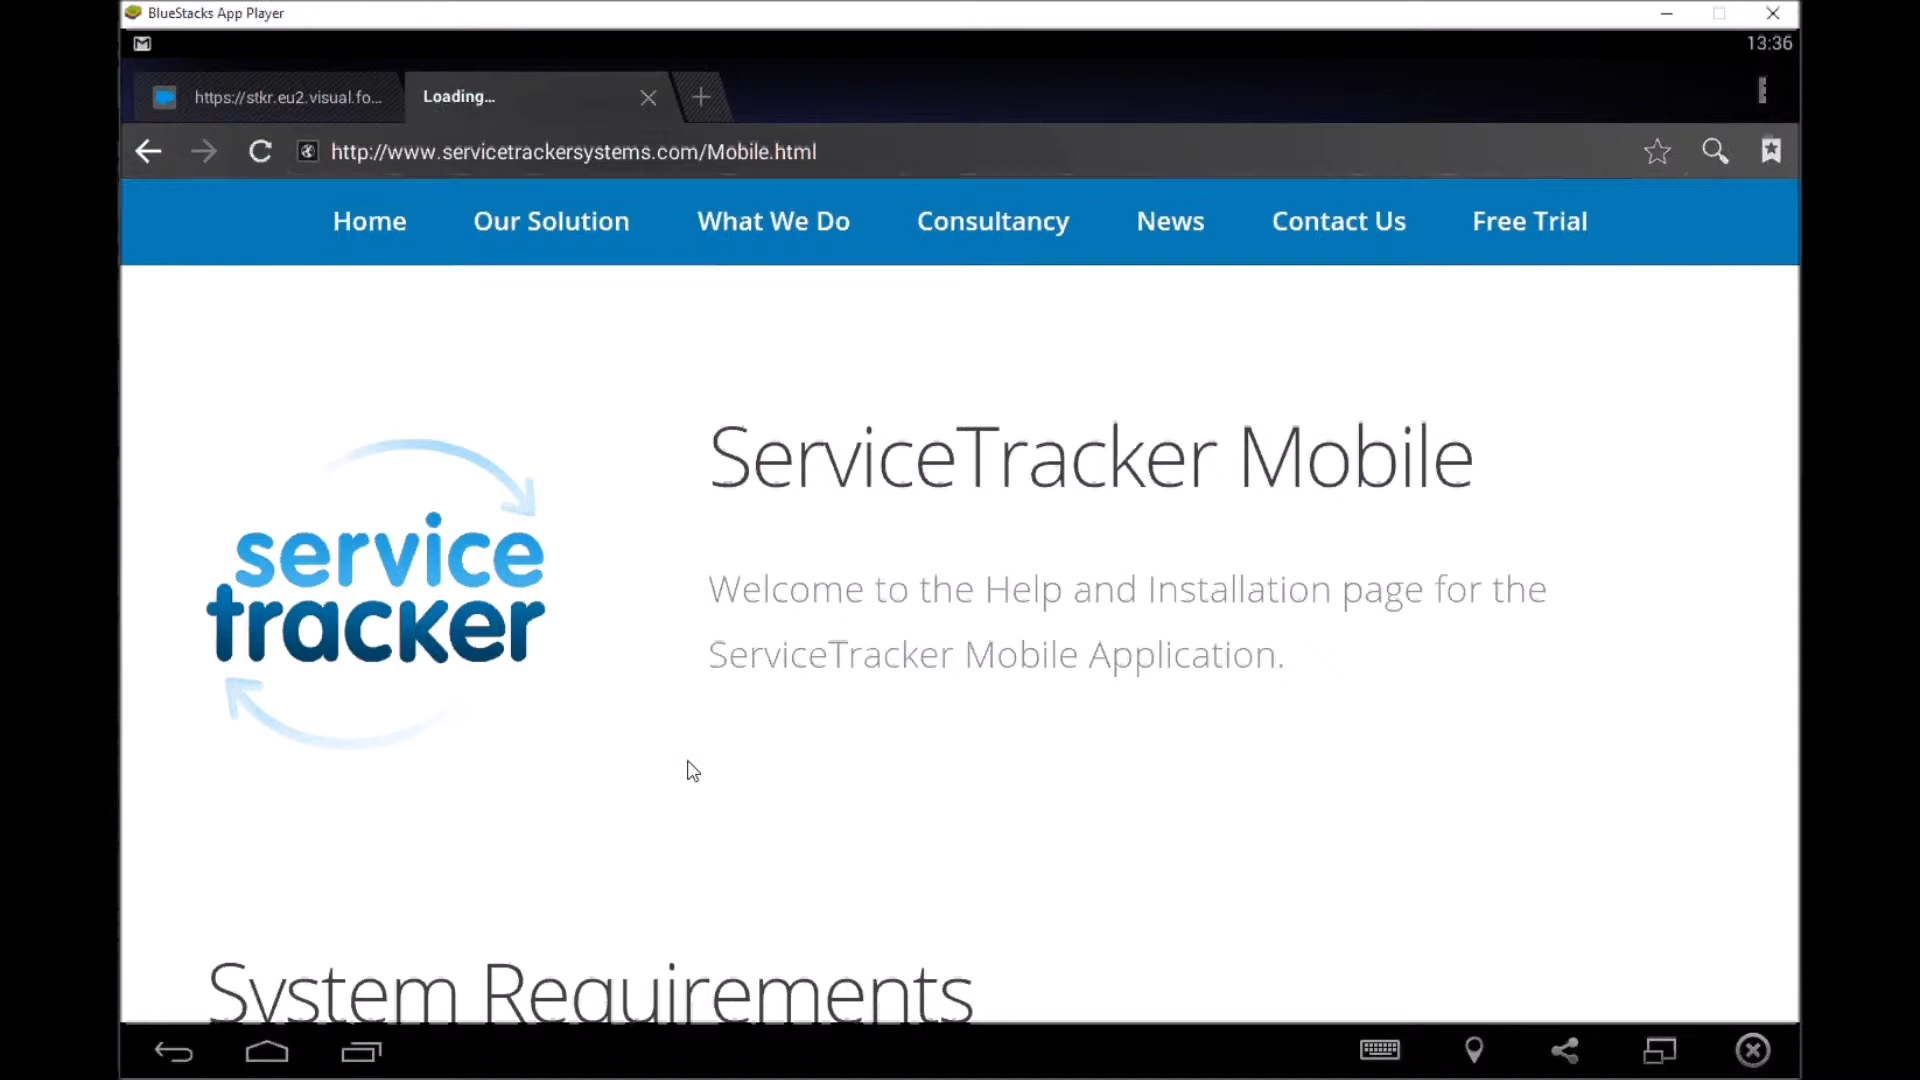 BlueStacks App Player
13:36
https://stkr.eu2.visual.fo...
Loading...
http://www.servicetrackersystems.com/Mobile.html
Home Our Solution What We Do Consultancy News Contact Us Free Trial
service
tracker
ServiceTracker Mobile
Welcome to the Help and Installation page for the
ServiceTracker Mobile Application.
System Requirements